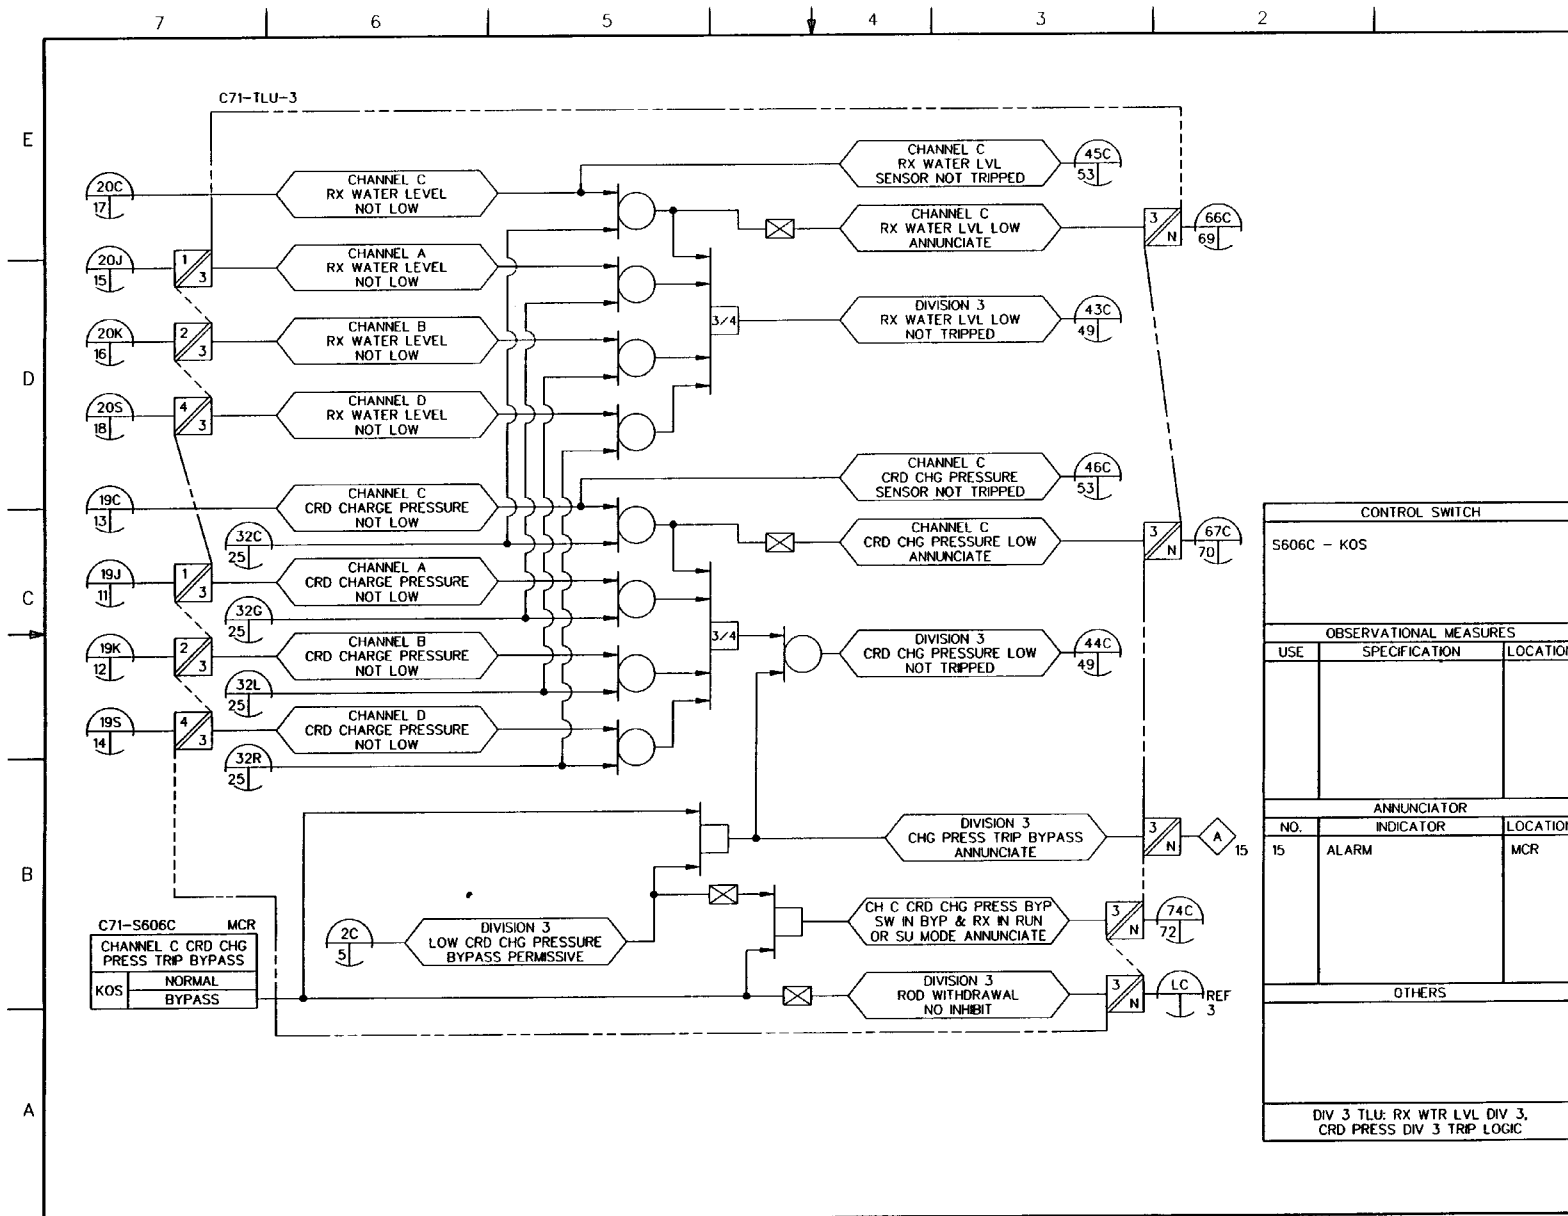 7 6 5 4 3 2
C71-TLU-3
E
CHANNEL C
RX WATER LVL
SENSOR NOT TRIPPED
45C
53
20C
17
CHANNEL C
RX WATER LEVEL
NOT LOW
CHANNEL C
RX WATER LVL LOW
ANNUNCIATE
3
N
66C
69
20J
15
1
3
CHANNEL A
RX WATER LEVEL
NOT LOW
20K
16
2
3
CHANNEL B
RX WATER LEVEL
NOT LOW
3/4
DIVISION 3
RX WATER LVL LOW
NOT TRIPPED
43C
49
D
20S
18
4
3
CHANNEL D
RX WATER LEVEL
NOT LOW
CHANNEL C
CRD CHG PRESSURE
SENSOR NOT TRIPPED
46C
53
19C
13
CHANNEL C
CRD CHARGE PRESSURE
NOT LOW
32C
25
CHANNEL C
CRD CHG PRESSURE LOW
ANNUNCIATE
3
N
67C
70
C
19J
11
1
3
CHANNEL A
CRD CHARGE PRESSURE
NOT LOW
32G
25
19K
12
2
3
CHANNEL B
CRD CHARGE PRESSURE
NOT LOW
3/4
DIVISION 3
CRD CHG PRESSURE LOW
NOT TRIPPED
44C
49
32L
25
19S
14
4
3
CHANNEL D
CRD CHARGE PRESSURE
NOT LOW
32R
25
B
DIVISION 3
CHG PRESS TRIP BYPASS
ANNUNCIATE
3
N
A
15
2C
5
DIVISION 3
LOW CRD CHG PRESSURE
BYPASS PERMISSIVE
CH C CRD CHG PRESS BYP
SW IN BYP & RX IN RUN
OR SU MODE ANNUNCIATE
3
N
74C
72
C71-S606C MCR
CHANNEL C CRD CHG
PRESS TRIP BYPASS
KOS
NORMAL
BYPASS
DIVISION 3
ROD WITHDRAWAL
NO INHIBIT
3
N
LC
REF
3
A
CONTROL SWITCH
S606C - KOS
OBSERVATIONAL MEASURES
USE SPECIFICATION LOCATION
ANNUNCIATOR
NO. INDICATOR LOCATION
15 ALARM MCR
OTHERS
DIV 3 TLU: RX WTR LVL DIV 3,
CRD PRESS DIV 3 TRIP LOGIC